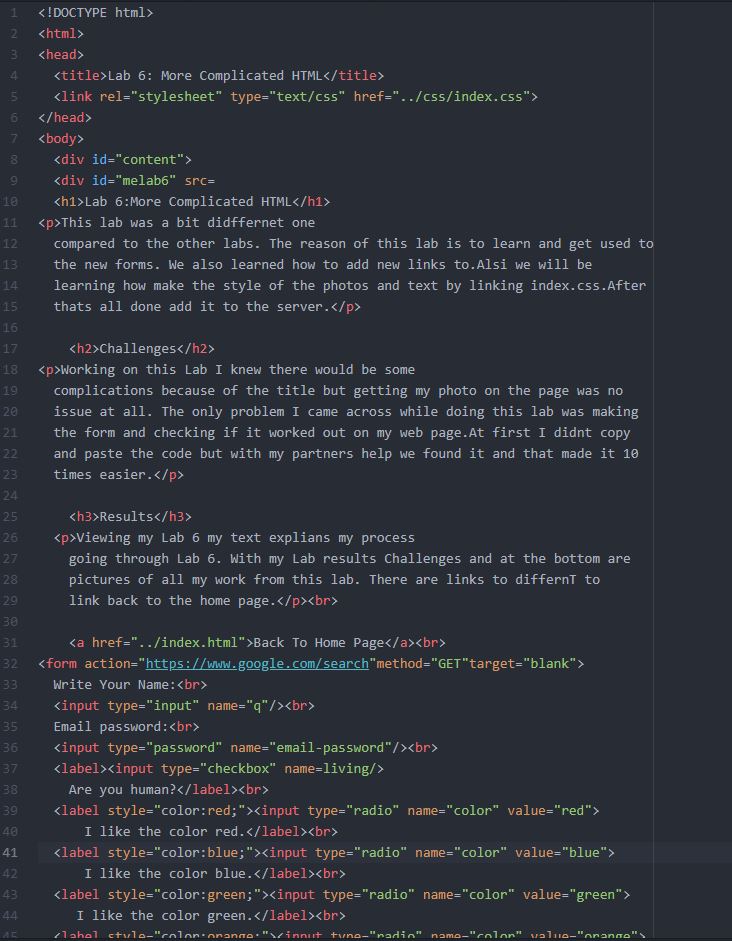 1 <!DOCTYPE html>
2 <html>
3 <head>
4 <title>Lab 6: More Complicated HTML</title>
5 <link rel="stylesheet" type="text/css" href="../css/index.css">
6 </head>
7 <body>
8 <div id="content">
9 <div id="melab6" src=
10 <h1>Lab 6:More Complicated HTML</h1>
11 <p>This lab was a bit didffernet one
12 compared to the other labs. The reason of this lab is to learn and get used to
13 the new forms. We also learned how to add new links to.Alsi we will be
14 learning how make the style of the photos and text by linking index.css.After
15 thats all done add it to the server.</p>
16
17 <h2>Challenges</h2>
18 <p>Working on this Lab I knew there would be some
19 complications because of the title but getting my photo on the page was no
20 issue at all. The only problem I came across while doing this lab was making
21 the form and checking if it worked out on my web page.At first I didnt copy
22 and paste the code but with my partners help we found it and that made it 10
23 times easier.</p>
24
25 <h3>Results</h3>
26 <p>Viewing my Lab 6 my text explians my process
27 going through Lab 6. With my Lab results Challenges and at the bottom are
28 pictures of all my work from this lab. There are links to differnT to
29 link back to the home page.</p><br>
30
31 <a href="../index.html">Back To Home Page</a><br>
32 <form action="https://www.google.com/search"method="GET"target="blank">
33 Write Your Name:<br>
34 <input type="input" name="q"/><br>
35 Email password:<br>
36 <input type="password" name="email-password"/><br>
37 <label><input type="checkbox" name=living/>
38 Are you human?</label><br>
39 <label style="color:red;"><input type="radio" name="color" value="red">
40 I like the color red.</label><br>
41 <label style="color:blue;"><input type="radio" name="color" value="blue">
42 I like the color blue.</label><br>
43 <label style="color:green;"><input type="radio" name="color" value="green">
44 I like the color green.</label><br>
45 <label style="color:orange;"><input type="radio" name="color" value="orange">